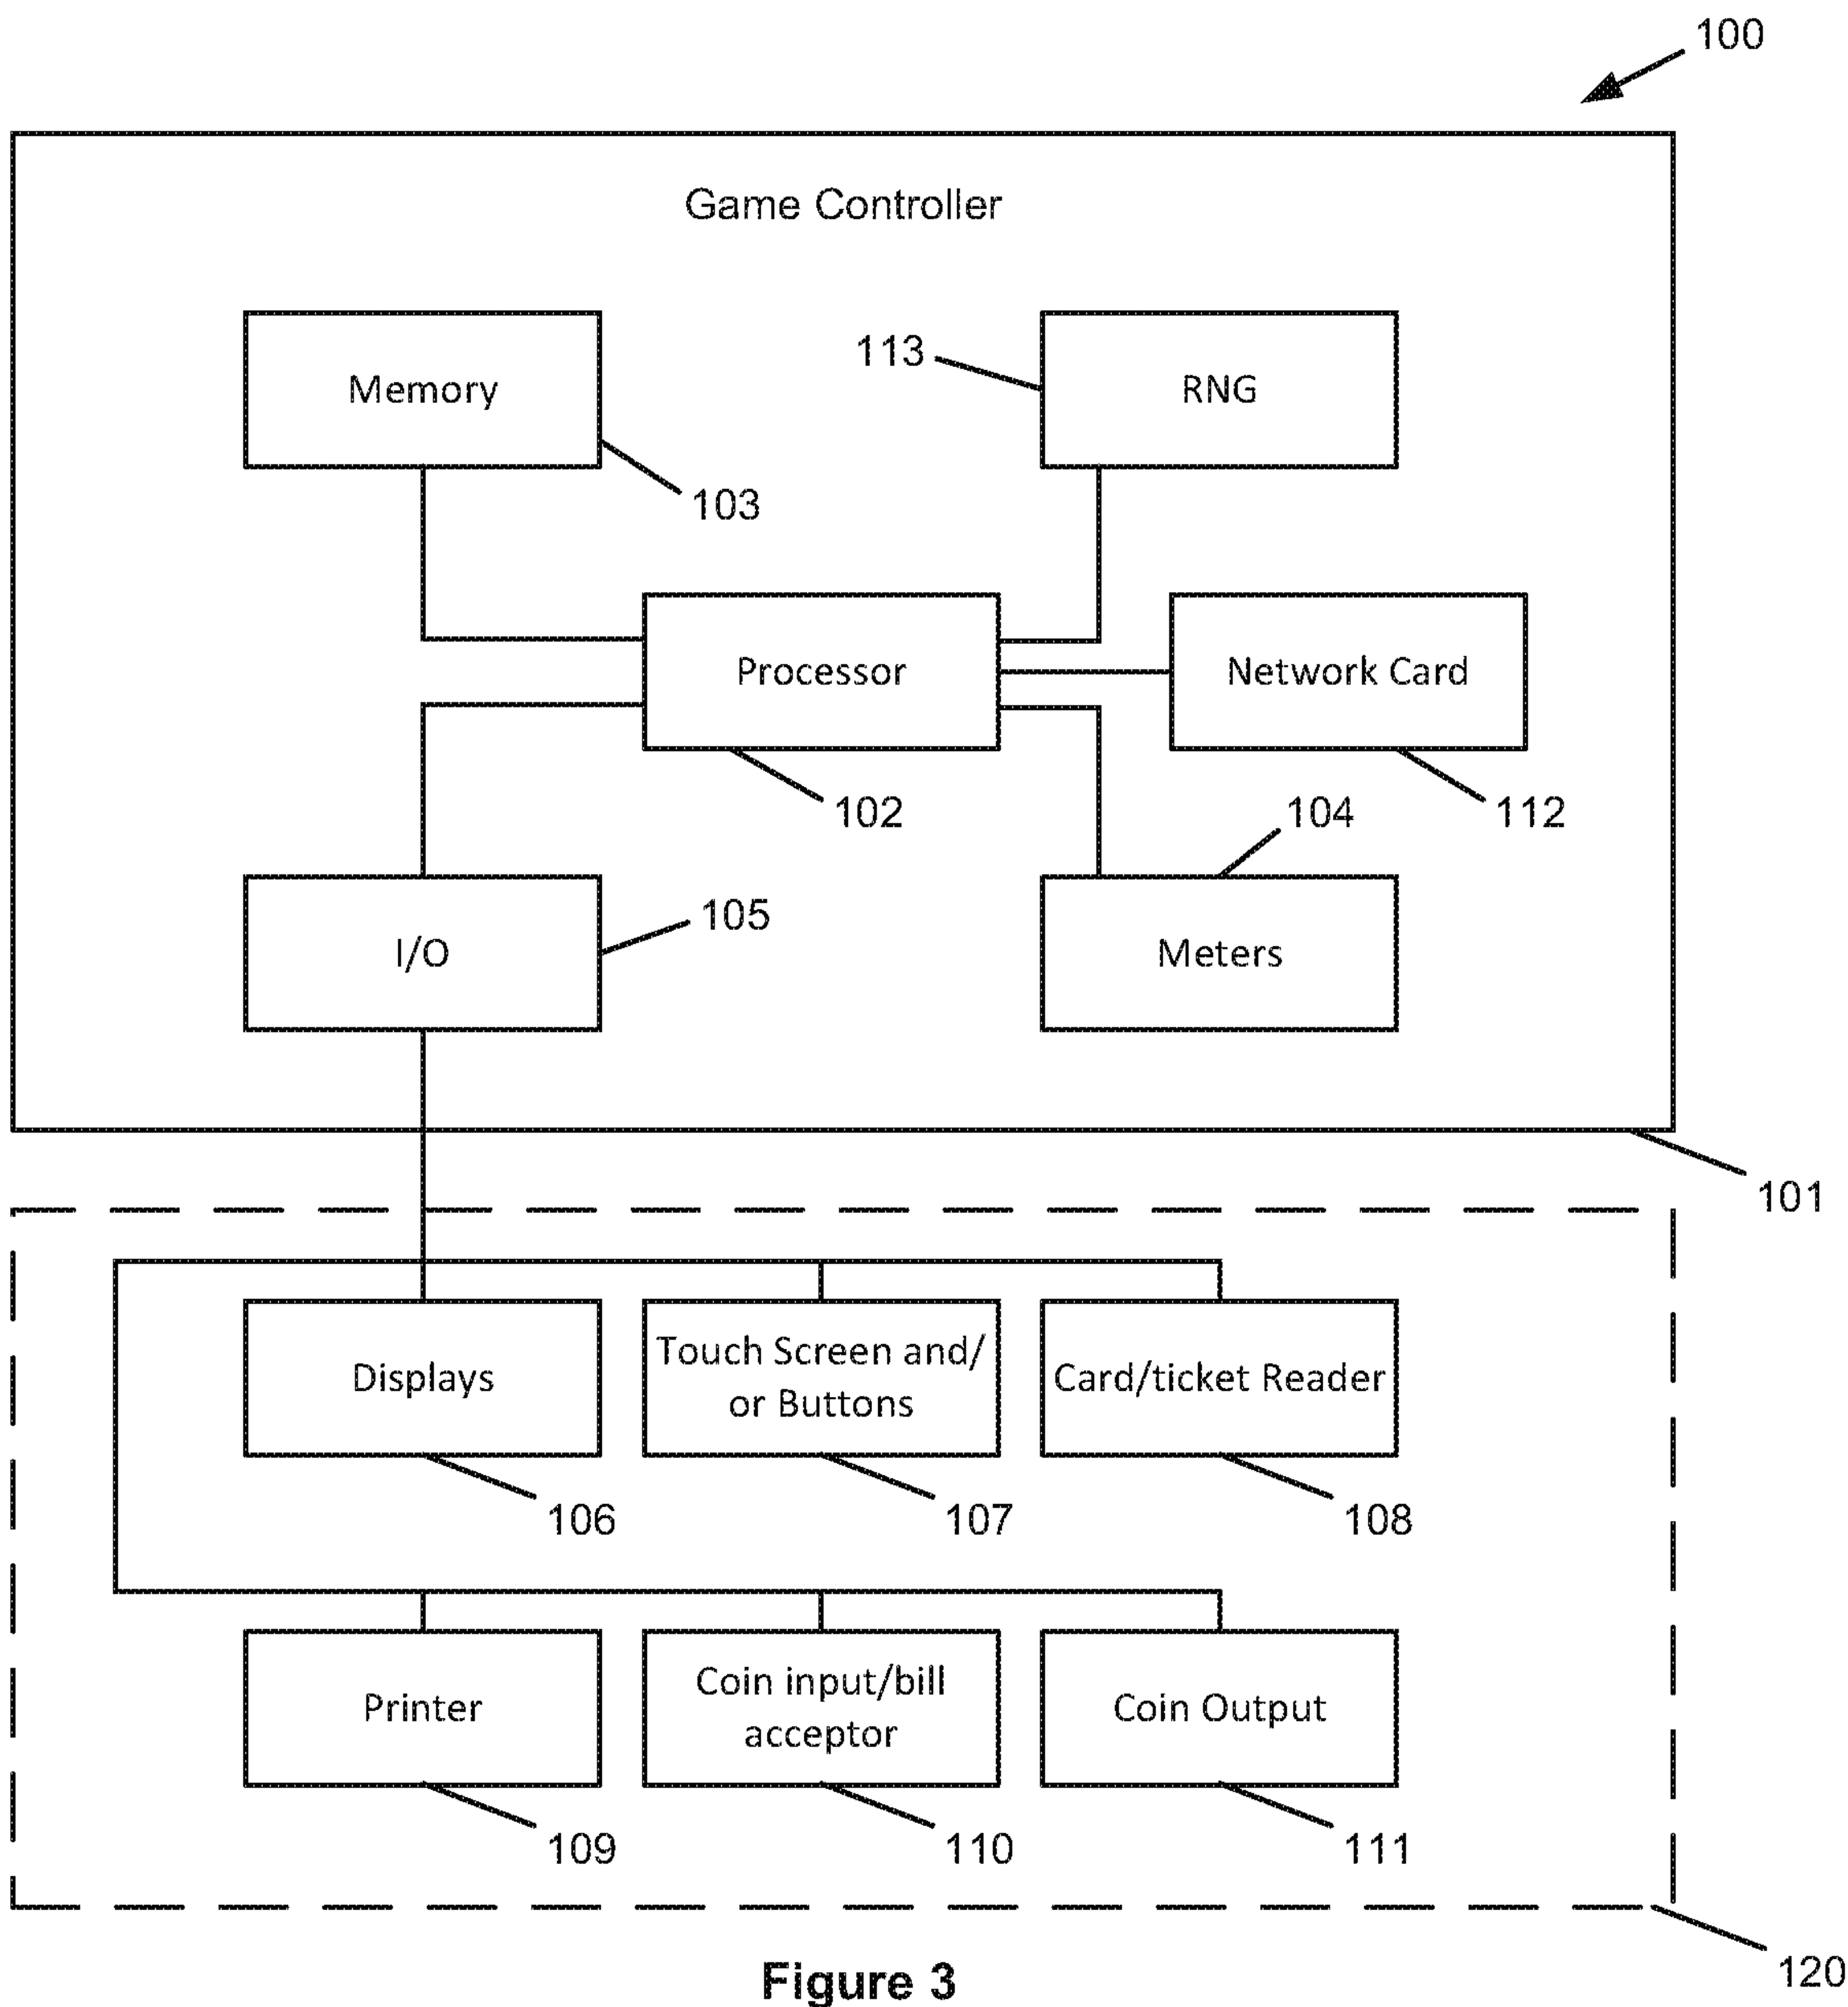 100
Game Controller
Memory
113
RNG
103
Processor
Network Card
102
104
112
I/O
105
Meters
101
Displays
Touch Screen and/
or Buttons
Card/ticket Reader
106
107
108
Printer
Coin input/bill
acceptor
Coin Output
109
110
111
120
Figure 3